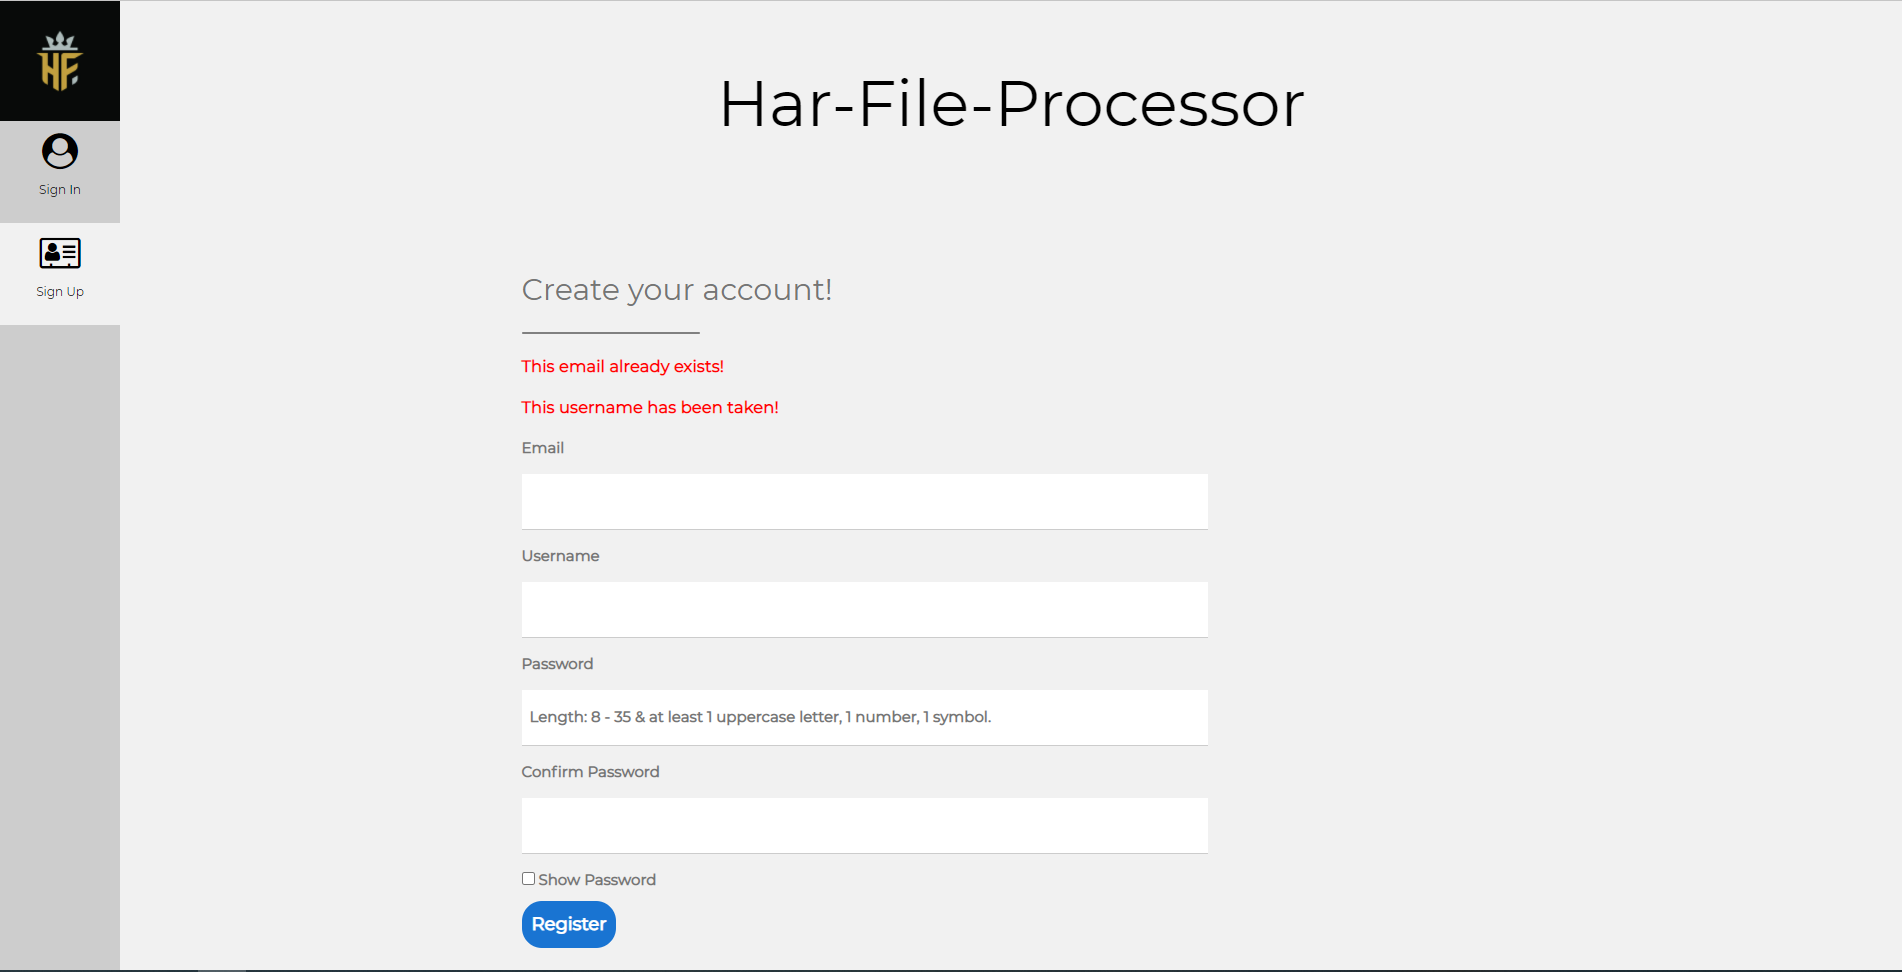 HF
Sign In
Sign Up
Har-File-Processor
Create your account!
This email already exists!
This username has been taken!
Email
Username
Password
Length: 8 - 35 & at least 1 uppercase letter, 1 number, 1 symbol.
Confirm Password
Show Password
Register